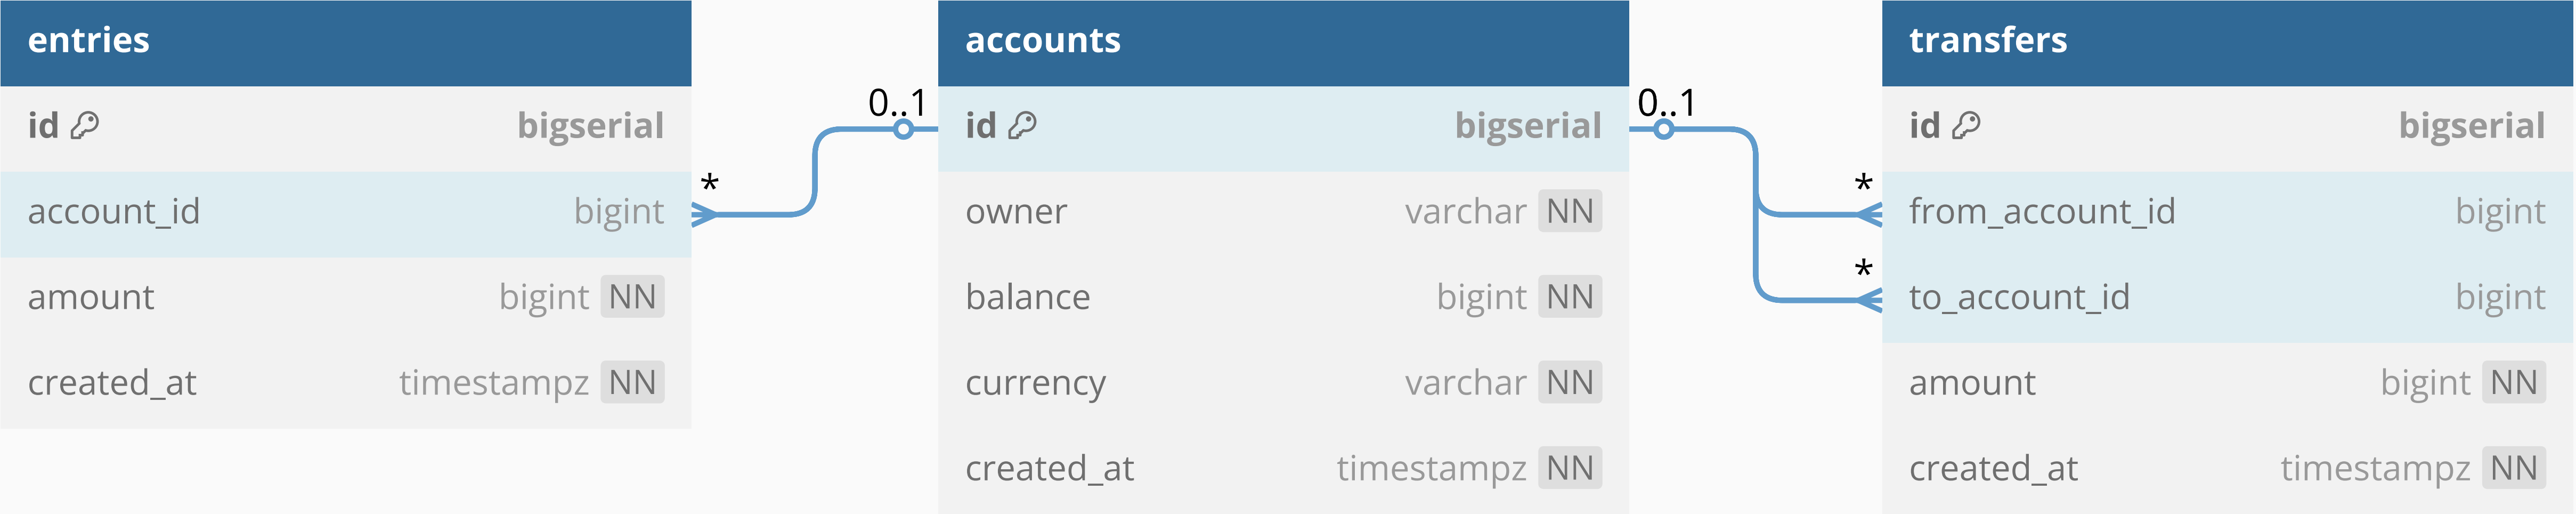 entries
id bigserial
account_id bigint
amount bigint NN
created_at timestampz NN
0..1
*
accounts
id bigserial
owner varchar NN
balance bigint NN
currency varchar NN
created_at timestampz NN
0..1
*
*
transfers
id bigserial
from_account_id bigint
to_account_id bigint
amount bigint NN
created_at timestampz NN